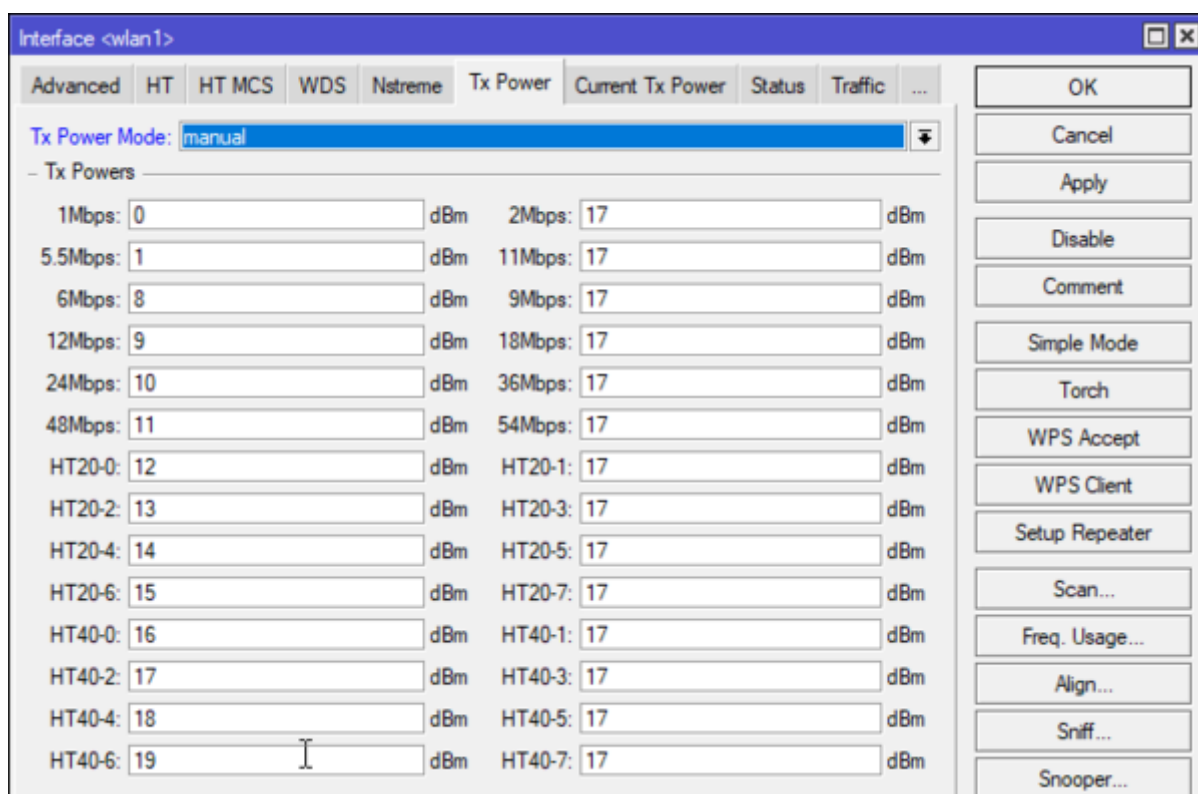 Interface <wlan1>
Advanced HT HT MCS WDS Nstreme Tx Power Current Tx Power Status Traffic ...
Tx Power Mode: manual
Tx Powers
1Mbps: 0 dBm 2Mbps: 17 dBm
5.5Mbps: 1 dBm 11Mbps: 17 dBm
6Mbps: 8 dBm 9Mbps: 17 dBm
12Mbps: 9 dBm 18Mbps: 17 dBm
24Mbps: 10 dBm 36Mbps: 17 dBm
48Mbps: 11 dBm 54Mbps: 17 dBm
HT20-0: 12 dBm HT20-1: 17 dBm
HT20-2: 13 dBm HT20-3: 17 dBm
HT20-4: 14 dBm HT20-5: 17 dBm
HT20-6: 15 dBm HT20-7: 17 dBm
HT40-0: 16 dBm HT40-1: 17 dBm
HT40-2: 17 dBm HT40-3: 17 dBm
HT40-4: 18 dBm HT40-5: 17 dBm
HT40-6: 19 dBm HT40-7: 17 dBm
OK
Cancel
Apply
Disable
Comment
Simple Mode
Torch
WPS Accept
WPS Client
Setup Repeater
Scan...
Freq. Usage...
Align...
Sniff...
Snooper...